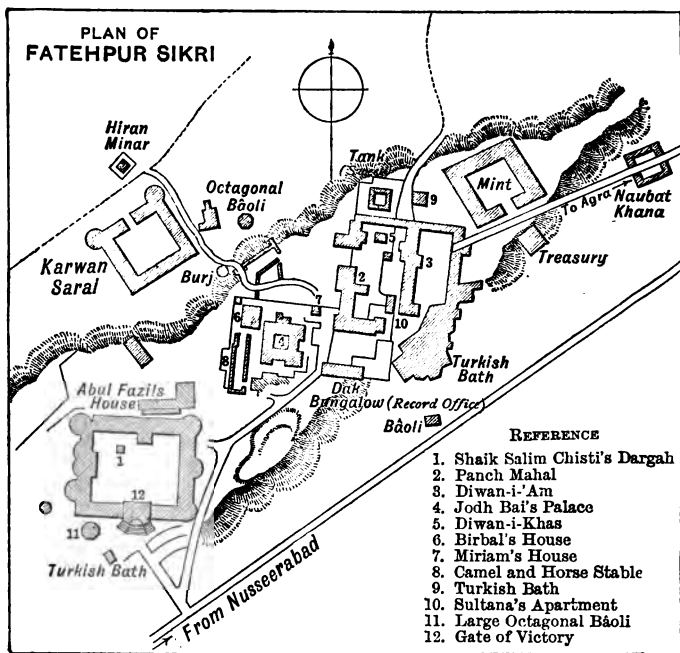 PLAN OF
FATEHPUR SIKRI
Hiran
Minar
Octagonal
Bâoli
Karwan
Saral
Burj
Tank
Mint
Naubat
Khana
To Agra
Treasury
9
5
3
2
7
10
6
4
8
Turkish
Bath
Dak
Bungalow (Record Office)
Bâoli
Abul Fazils
House
1
12
11
Turkish Bath
From Nusseerabad
REFERENCE
1. Shaik Salim Chisti's Dargah
2. Panch Mahal
3. Diwan-i-'Am
4. Jodh Bai's Palace
5. Diwan-i-Khas
6. Birbal's House
7. Miriam's House
8. Camel and Horse Stable
9. Turkish Bath
10. Sultana's Apartment
11. Large Octagonal Bâoli
12. Gate of Victory